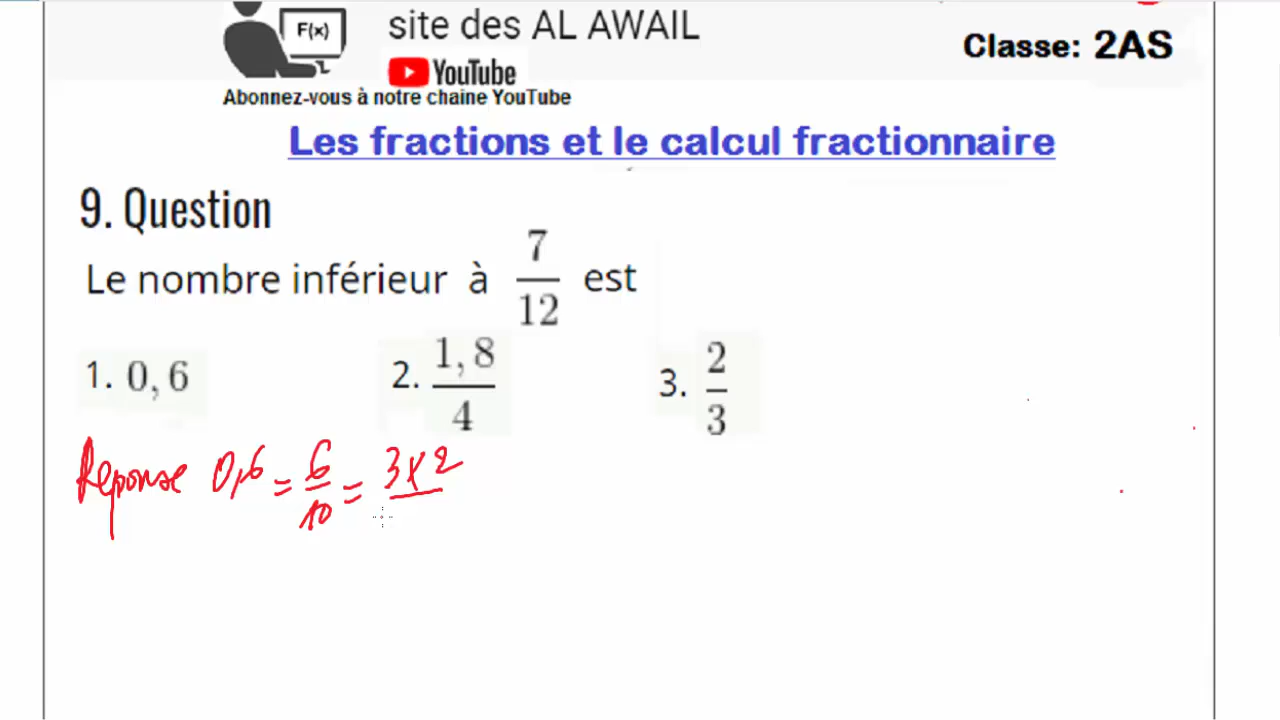 F(x)
site des AL AWAIL
Classe: 2AS
YouTube
Abonnez-vous à notre chaine YouTube
Les fractions et le calcul fractionnaire
9. Question
Le nombre inférieur à 7/12 est
1. 0,6 2. 1,8/4 3. 2/3
Reponse 0,6 = 6/10 = 3x2